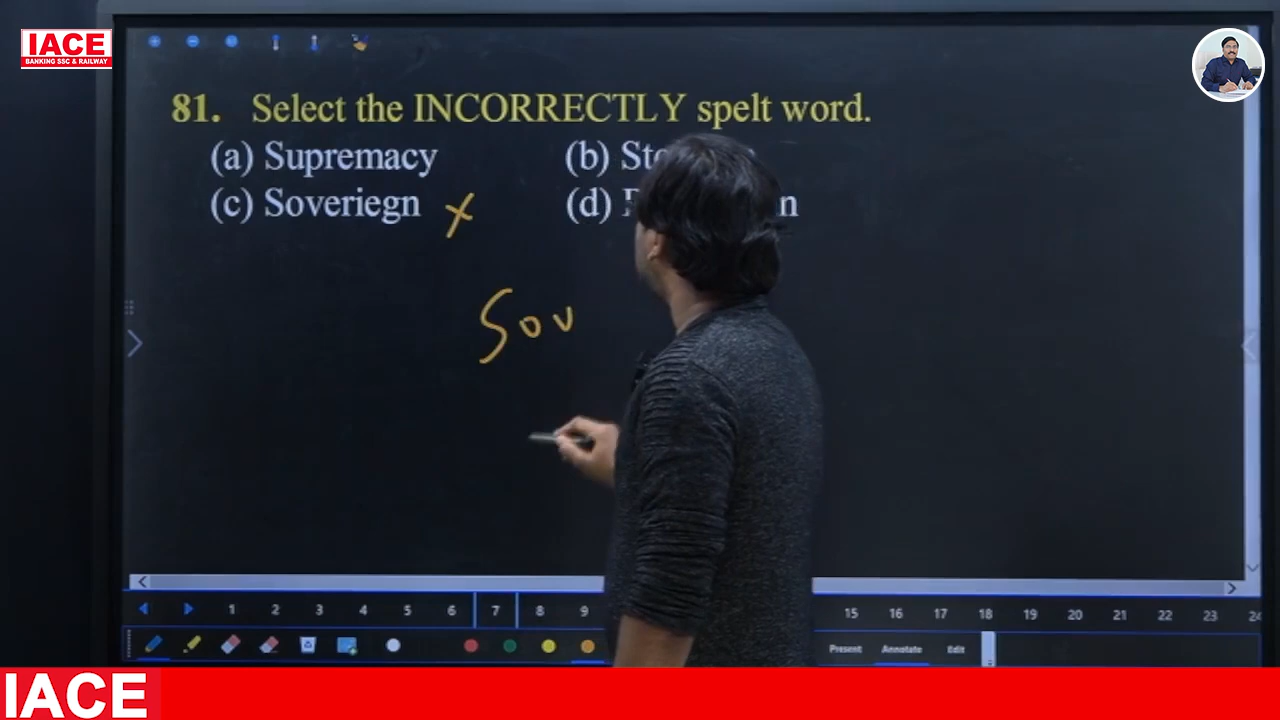 IACE
BANKING SSC & RAILWAY
81. Select the INCORRECTLY spelt word.
(a) Supremacy (b)
(c) Soveriegn x (d)
Sov
1 2 3 4 5 6 7 8 9 15 16 17 18 19 20 21 22 23 24
Present Annotate Edit
IACE